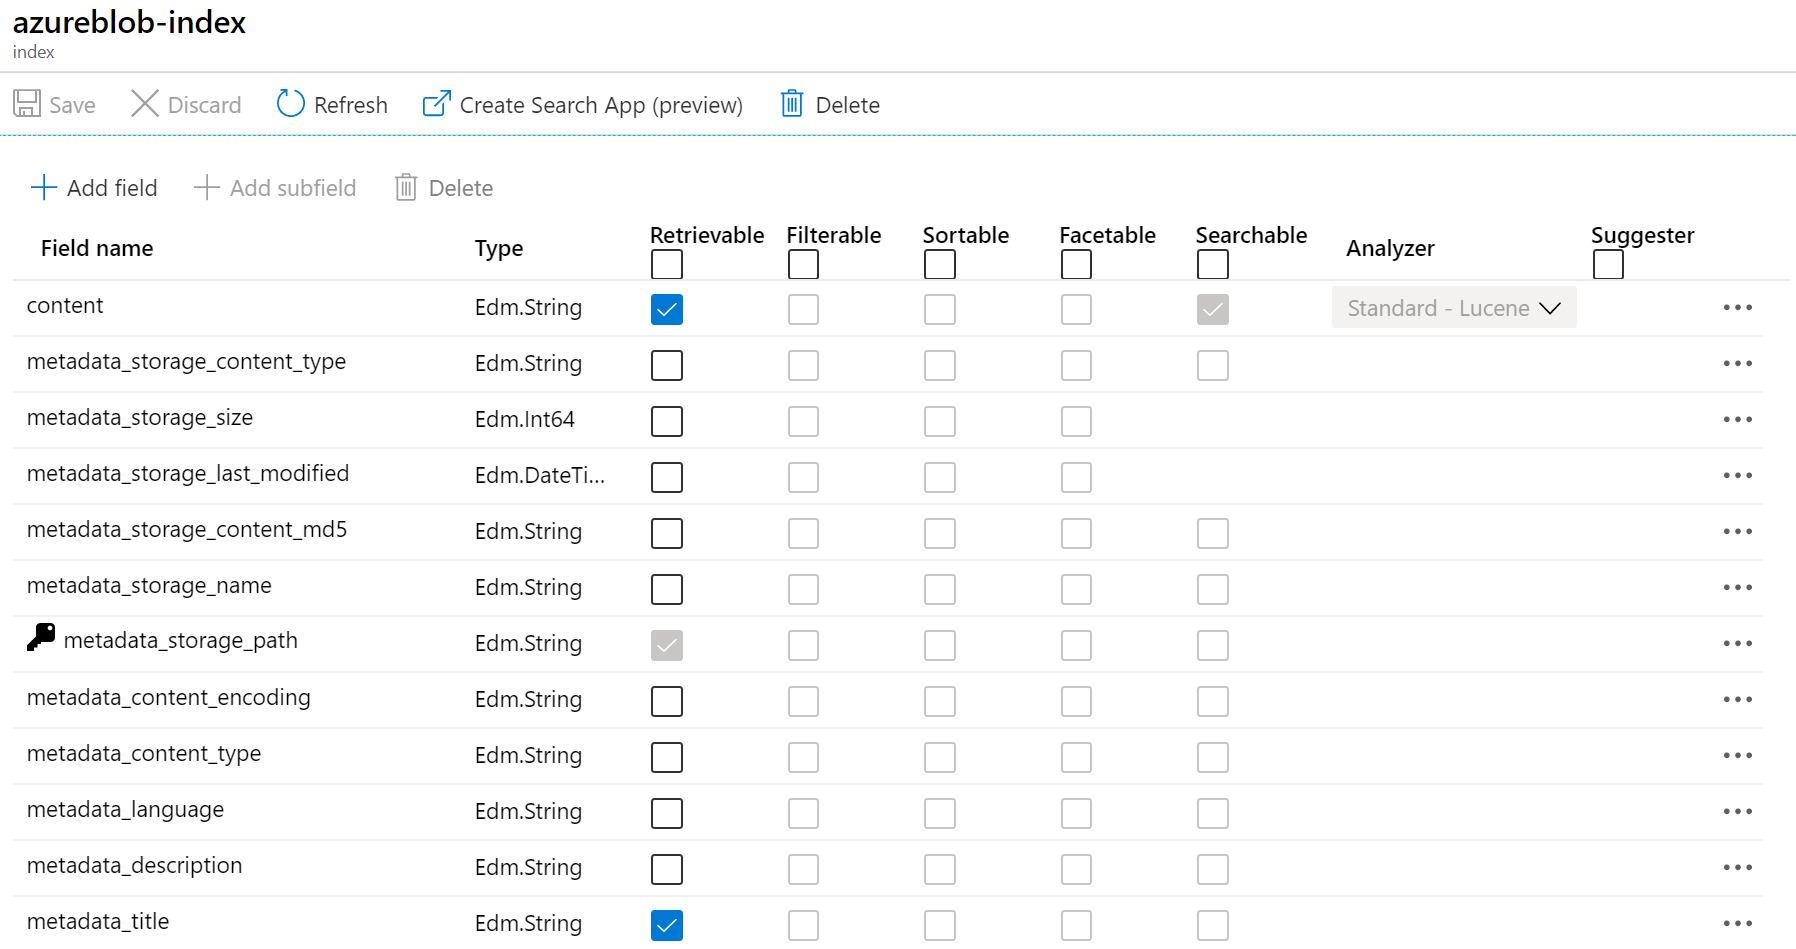 azureblob-index
index
Save Discard Refresh Create Search App (preview) Delete
Add field Add subfield Delete
Field name Type Retrievable Filterable Sortable Facetable Searchable Analyzer Suggester
content Edm.String Standard - Lucene
metadata_storage_content_type Edm.String
metadata_storage_size Edm.Int64
metadata_storage_last_modified Edm.DateTi...
metadata_storage_content_md5 Edm.String
metadata_storage_name Edm.String
metadata_storage_path Edm.String
metadata_content_encoding Edm.String
metadata_content_type Edm.String
metadata_language Edm.String
metadata_description Edm.String
metadata_title Edm.String